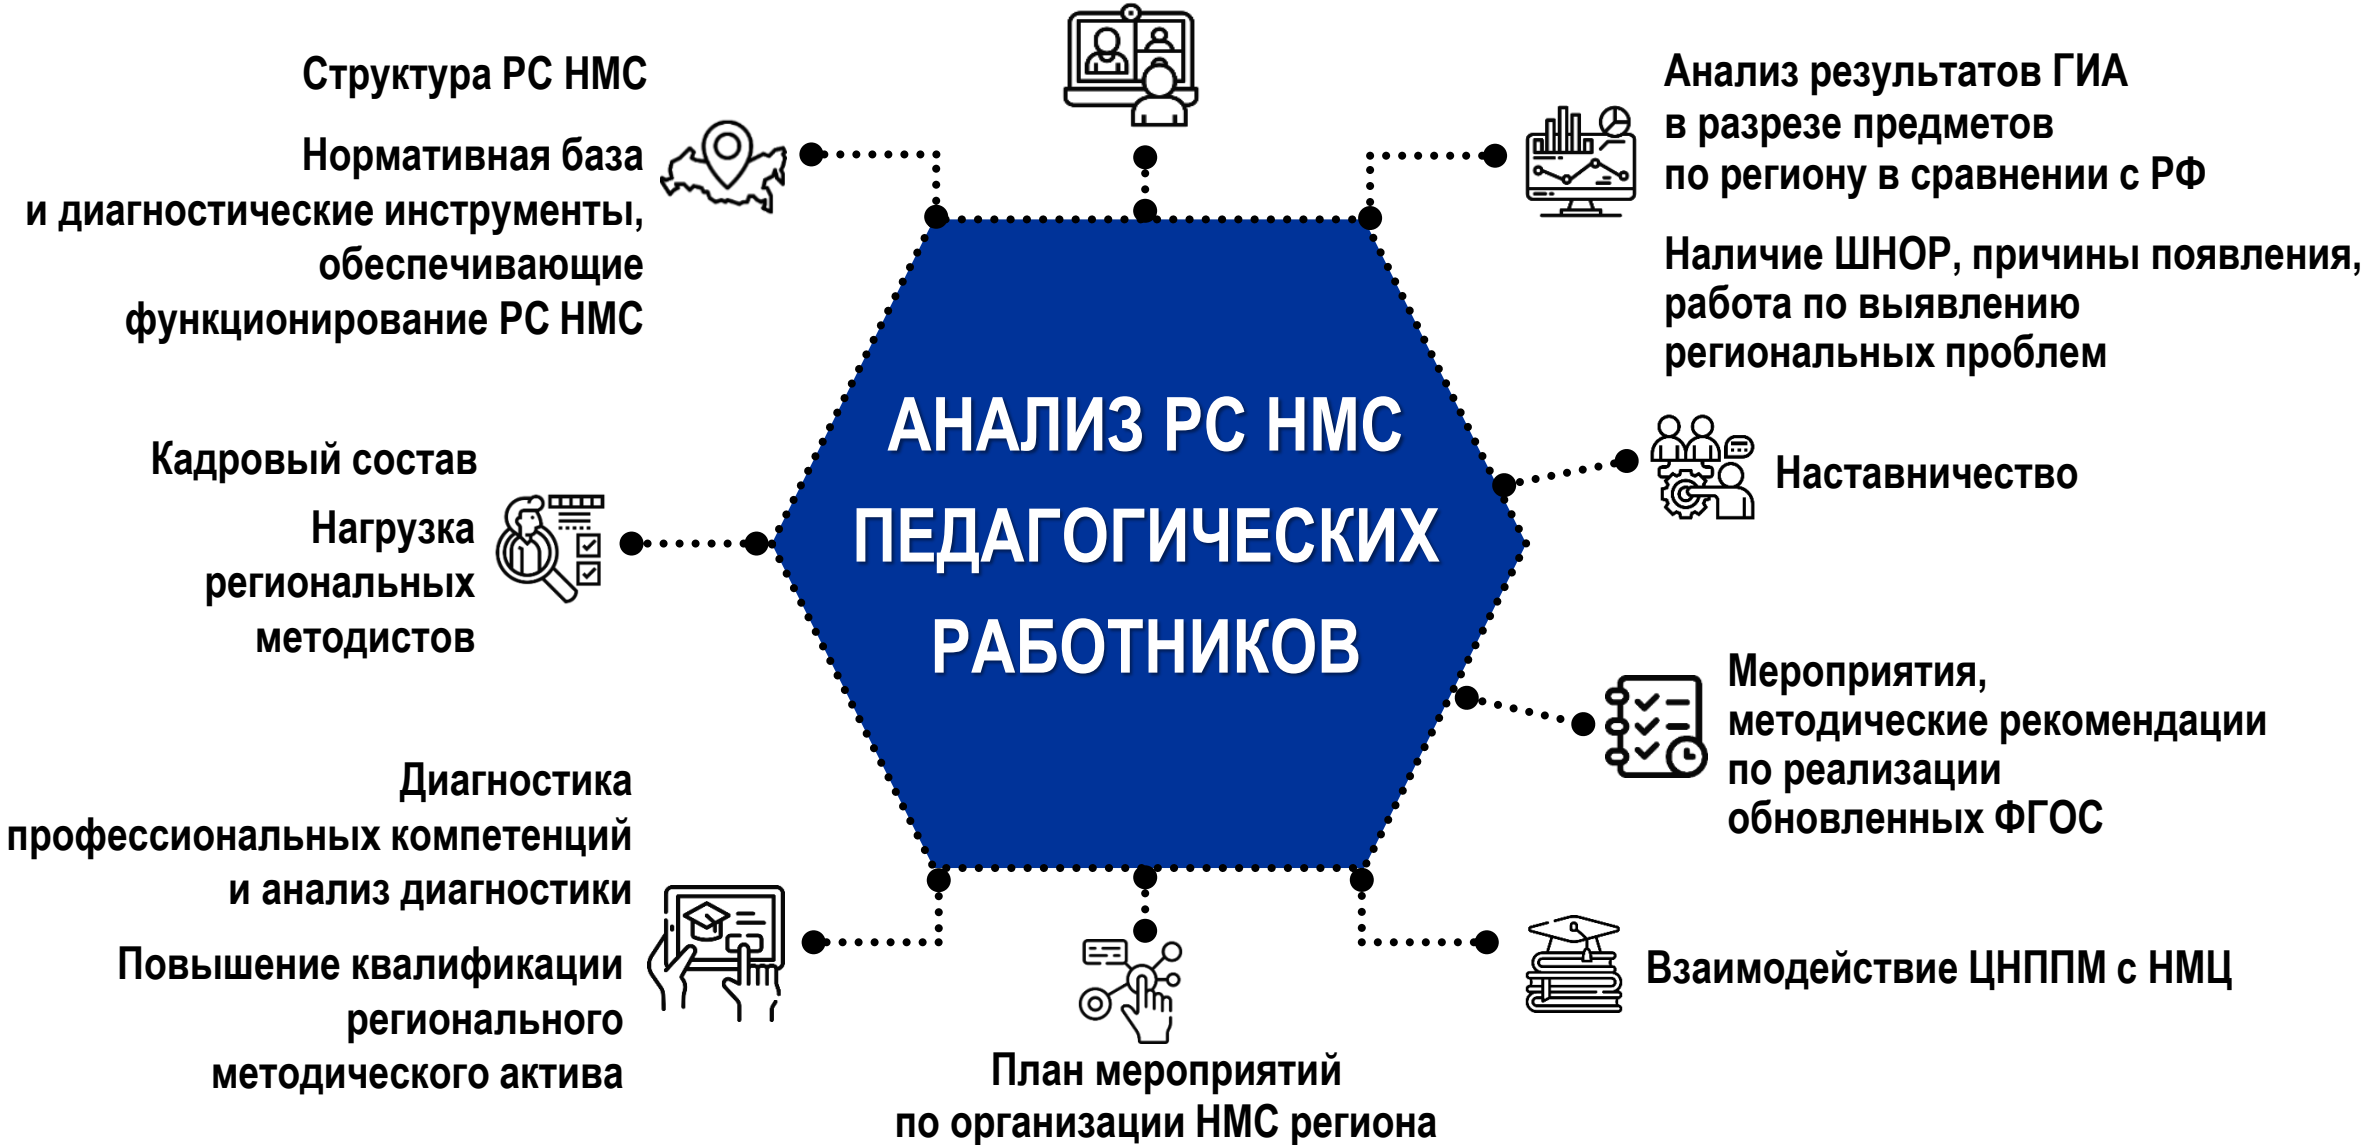 Структура РС НМС
Нормативная база
и диагностические инструменты,
обеспечивающие
функционирование РС НМС
Кадровый состав
Нагрузка
региональных
методистов
Диагностика
профессиональных компетенций
и анализ диагностики
Повышение квалификации
регионального
методического актива
АНАЛИЗ РС НМС
ПЕДАГОГИЧЕСКИХ
РАБОТНИКОВ
План мероприятий
по организации НМС региона
Анализ результатов ГИА
в разрезе предметов
по региону в сравнении с РФ
Наличие ШНОР, причины появления,
работа по выявлению
региональных проблем
Наставничество
Мероприятия,
методические рекомендации
по реализации
обновленных ФГОС
Взаимодействие ЦНППМ с НМЦ